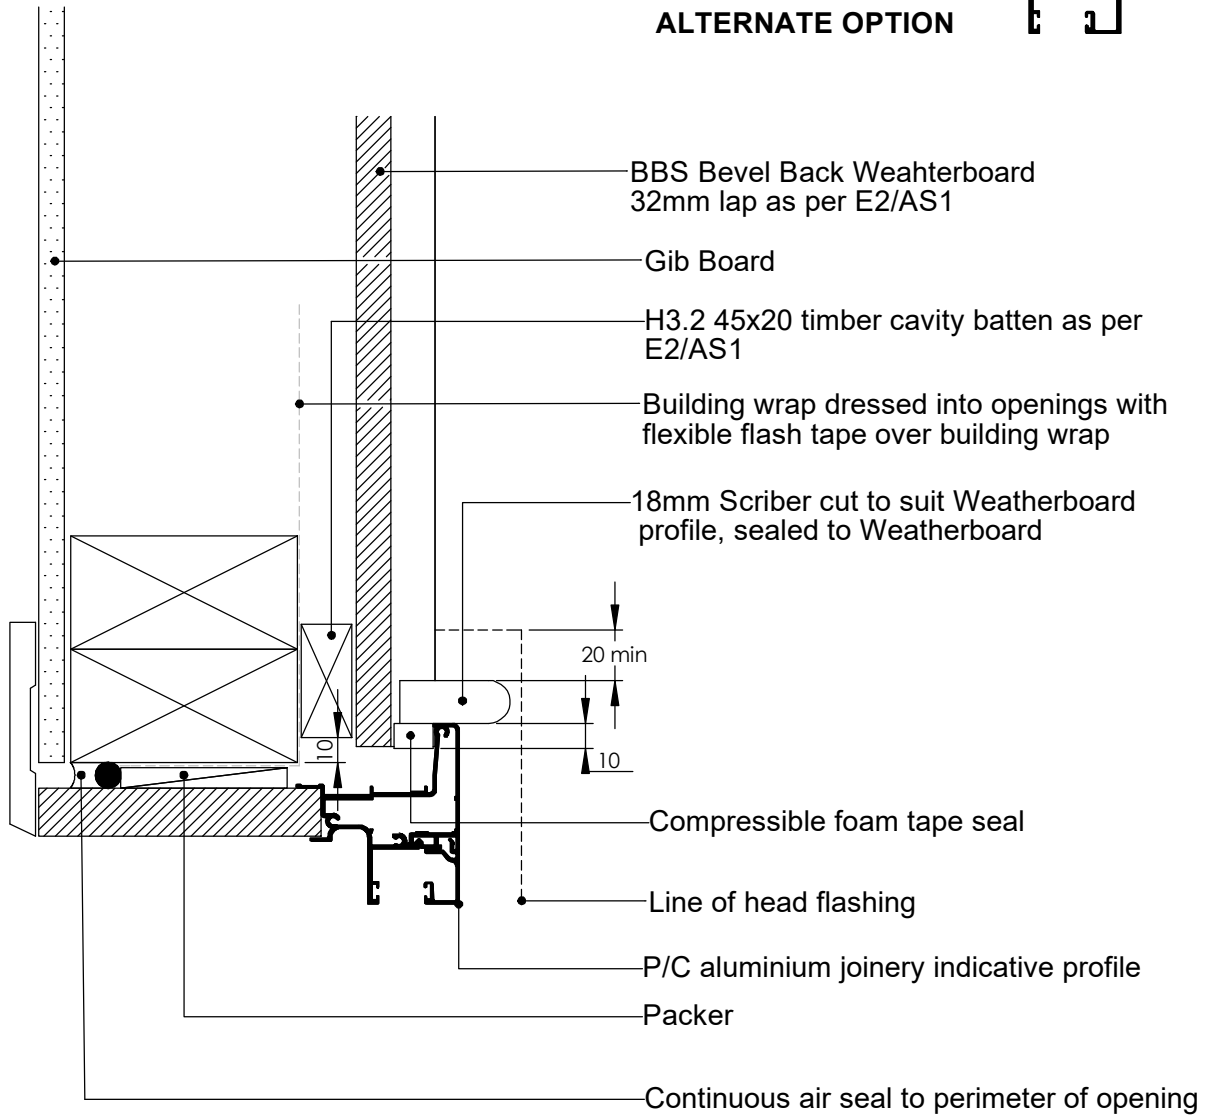 ALTERNATE OPTION
BBS Bevel Back Weahterboard
32mm lap as per E2/AS1
Gib Board
H3.2 45x20 timber cavity batten as per
E2/AS1
Building wrap dressed into openings with
flexible flash tape over building wrap
18mm Scriber cut to suit Weatherboard
profile, sealed to Weatherboard
20 min
10
10
Compressible foam tape seal
Line of head flashing
P/C aluminium joinery indicative profile
Packer
Continuous air seal to perimeter of opening